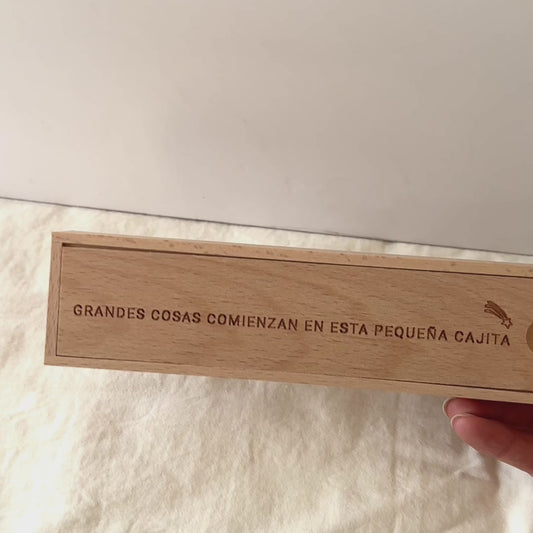 GRANDES COSAS COMIENZAN EN ESTA PEQUEÑA CAJITA